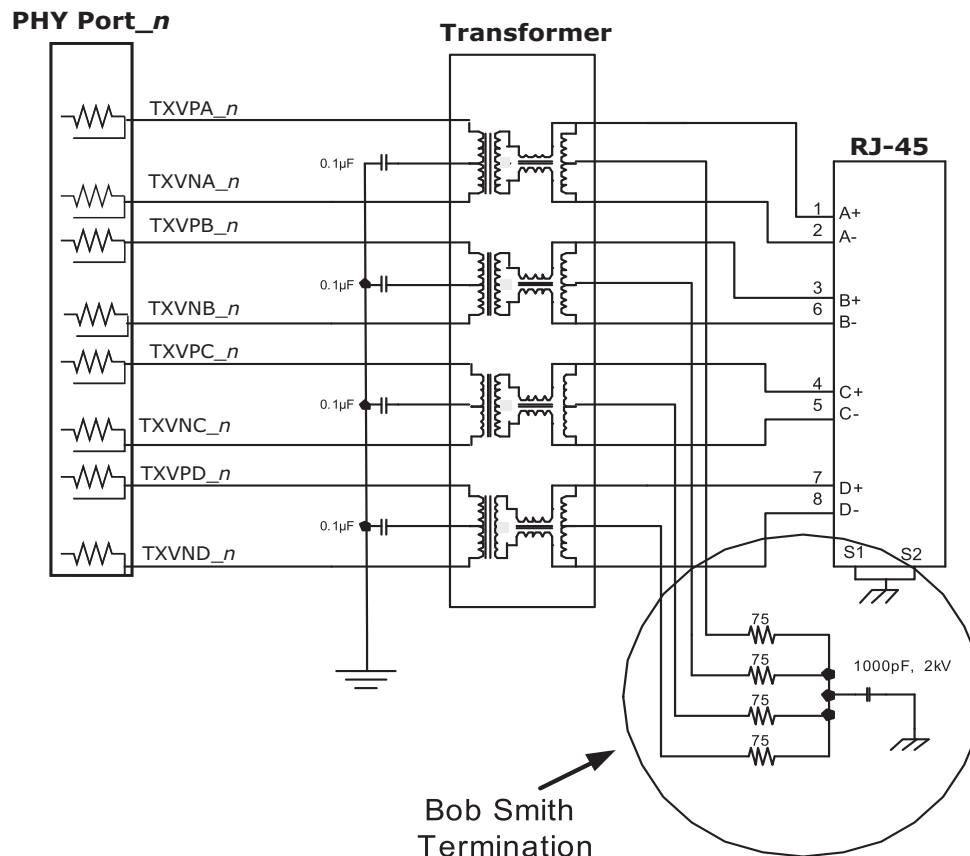 PHY Port_n
Transformer
RJ-45
TXVPA_n
0.1µF
TXVNA_n
TXVPB_n
0.1µF
TXVNB_n
TXVPC_n
0.1µF
TXVNC_n
TXVPD_n
0.1µF
TXVND_n
1 A+
2 A-
3 B+
6 B-
4 C+
5 C-
7 D+
8 D-
S1 S2
75
75
75
75
1000pF, 2kV
Bob Smith
Termination